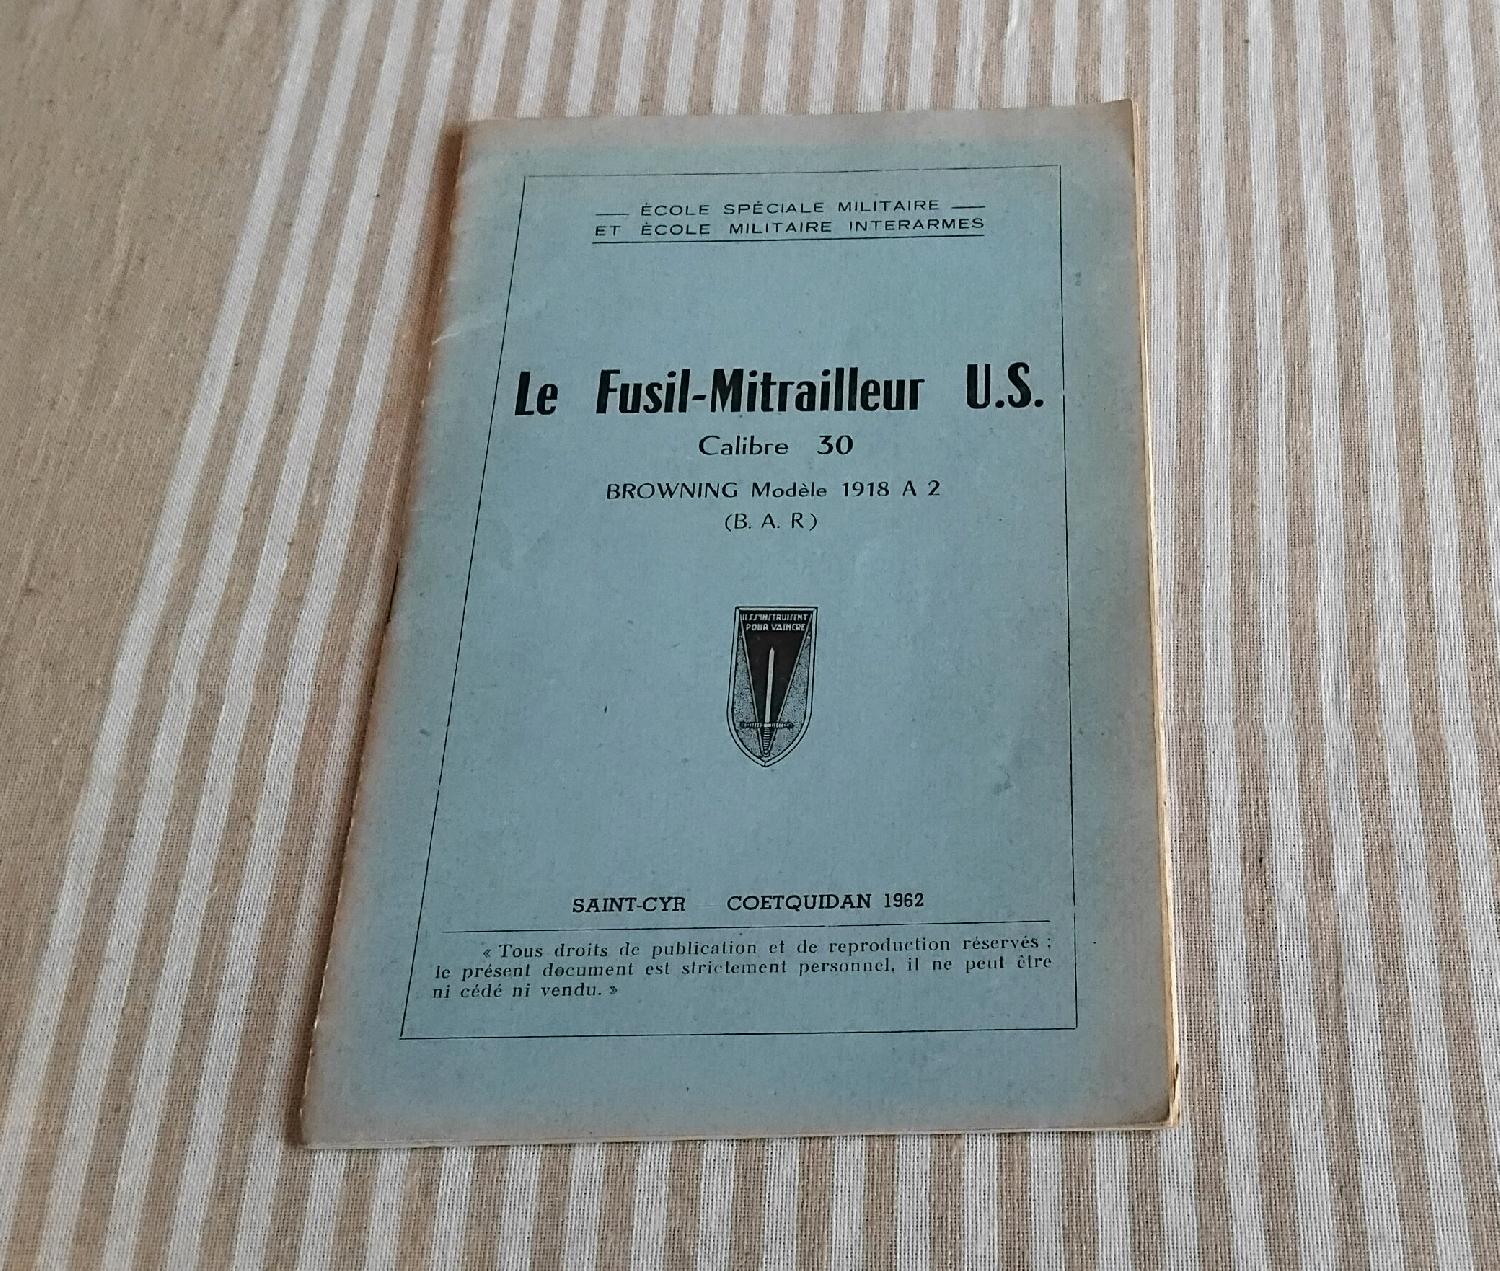 ÉCOLE SPÉCIALE MILITAIRE
ET ÉCOLE MILITAIRE INTERARMES
Le Fusil-Mitrailleur U.S.
Calibre 30
BROWNING Modèle 1918 A 2
(B. A. R)
ILS S'INSTRUISENT
POUR VAINCRE
SAINT-CYR COETQUIDAN 1962
« Tous droits de publication et de reproduction réservés ;
le présent document est strictement personnel, il ne peut être
ni cédé ni vendu. »